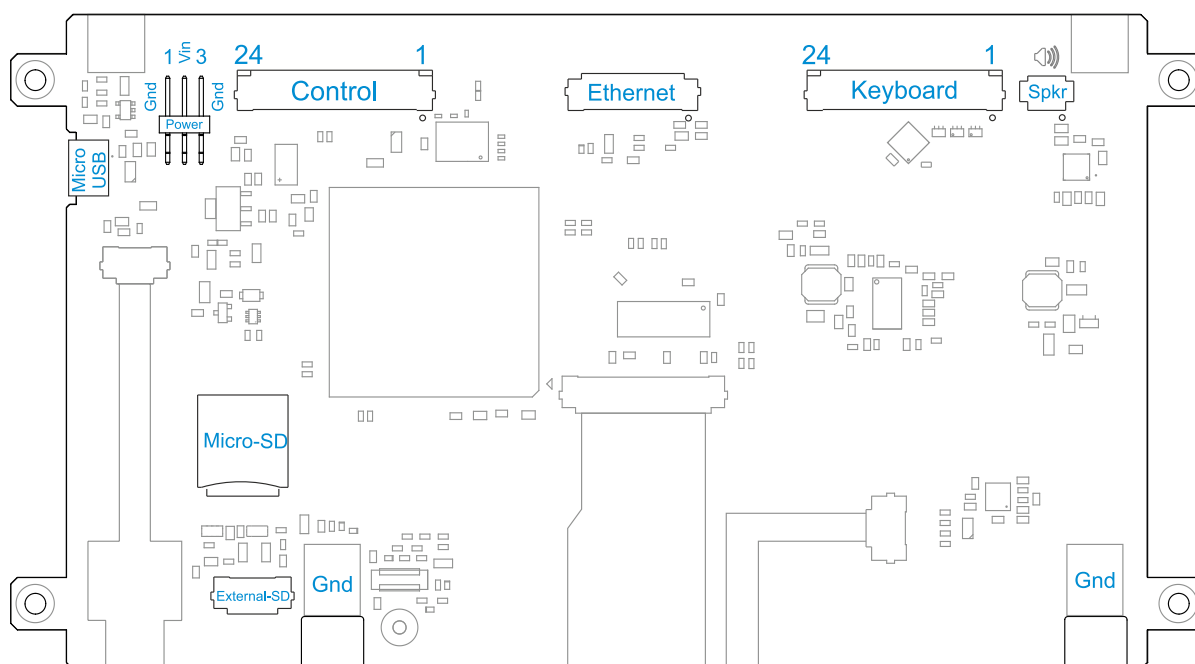 1 Vin 3
24 1
24 1
Gnd Gnd
Control
Ethernet
Keyboard
Spkr
Power
Micro
USB
Micro-SD
Gnd
External-SD
Gnd